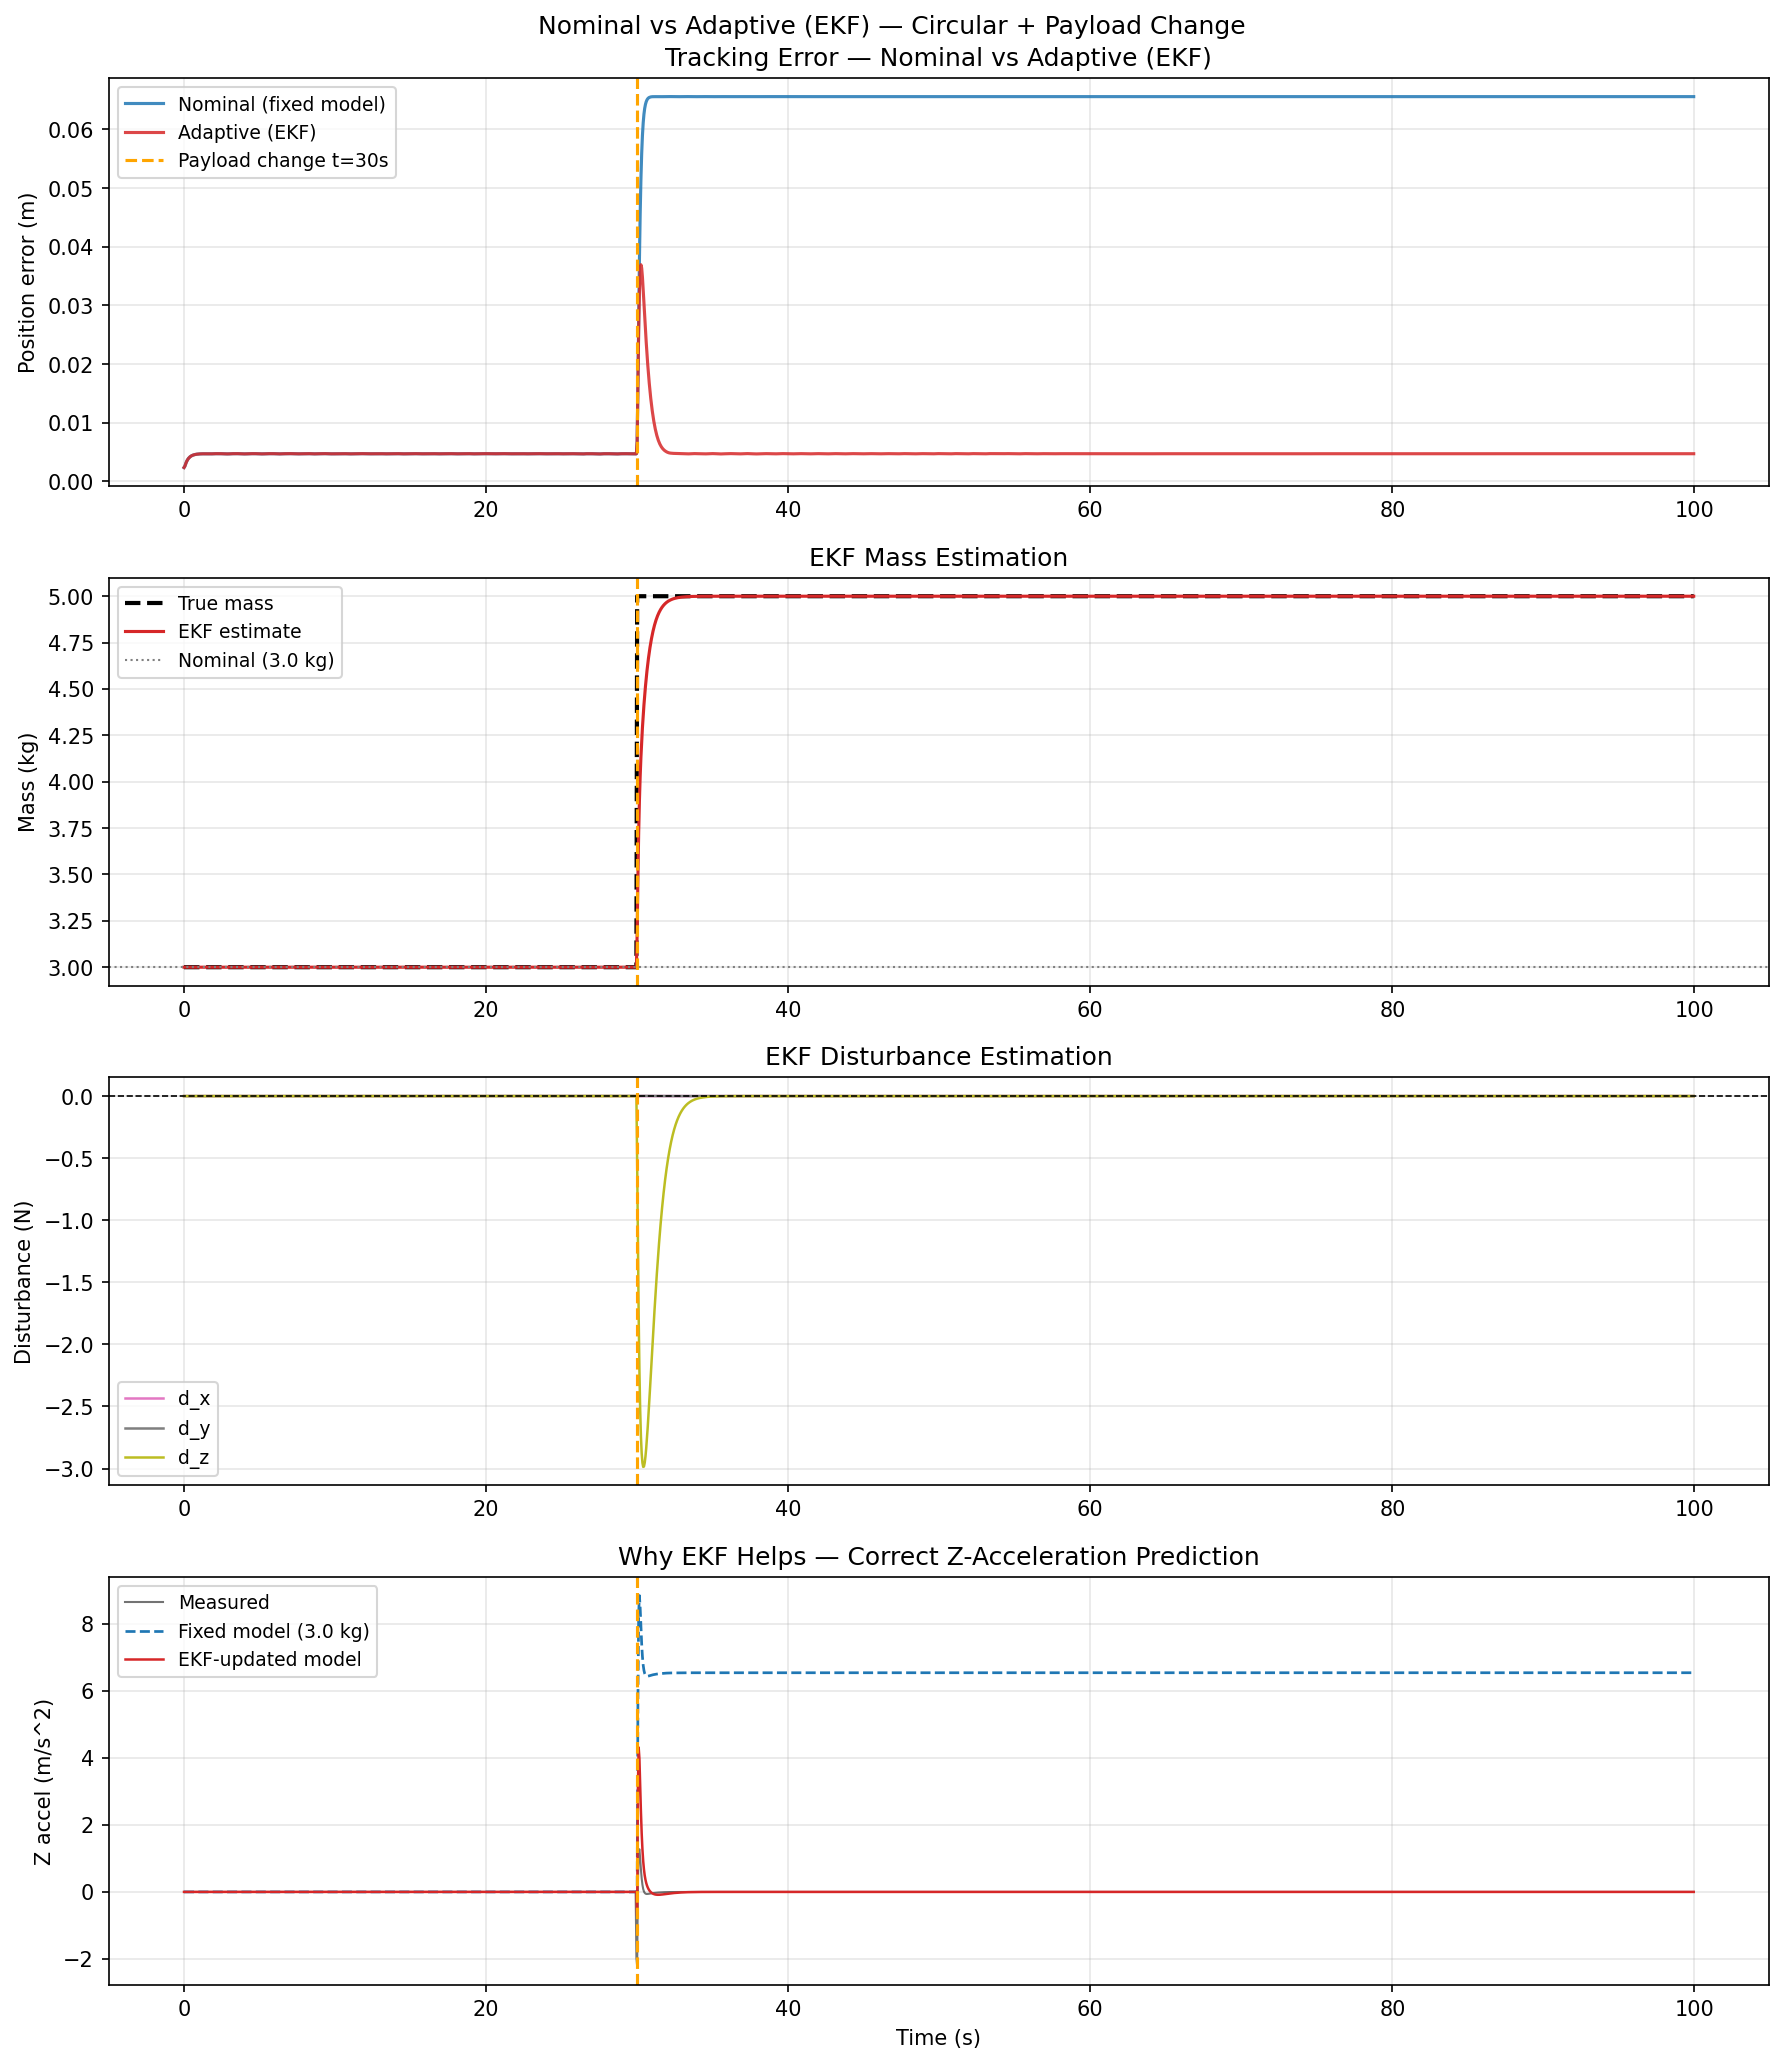 Nominal vs Adaptive (EKF) — Circular + Payload Change
Tracking Error — Nominal vs Adaptive (EKF)
Nominal (fixed model)
Adaptive (EKF)
Payload change t=30s
Position error (m)
0.06
0.05
0.04
0.03
0.02
0.01
0.00
0 20 40 60 80 100
EKF Mass Estimation
True mass
EKF estimate
Nominal (3.0 kg)
Mass (kg)
5.00
4.75
4.50
4.25
4.00
3.75
3.50
3.25
3.00
0 20 40 60 80 100
EKF Disturbance Estimation
Disturbance (N)
0.0
−0.5
−1.0
−1.5
−2.0
−2.5
−3.0
d_x
d_y
d_z
0 20 40 60 80 100
Why EKF Helps — Correct Z-Acceleration Prediction
Measured
Fixed model (3.0 kg)
EKF-updated model
Z accel (m/s^2)
8
6
4
2
0
−2
0 20 40 60 80 100
Time (s)